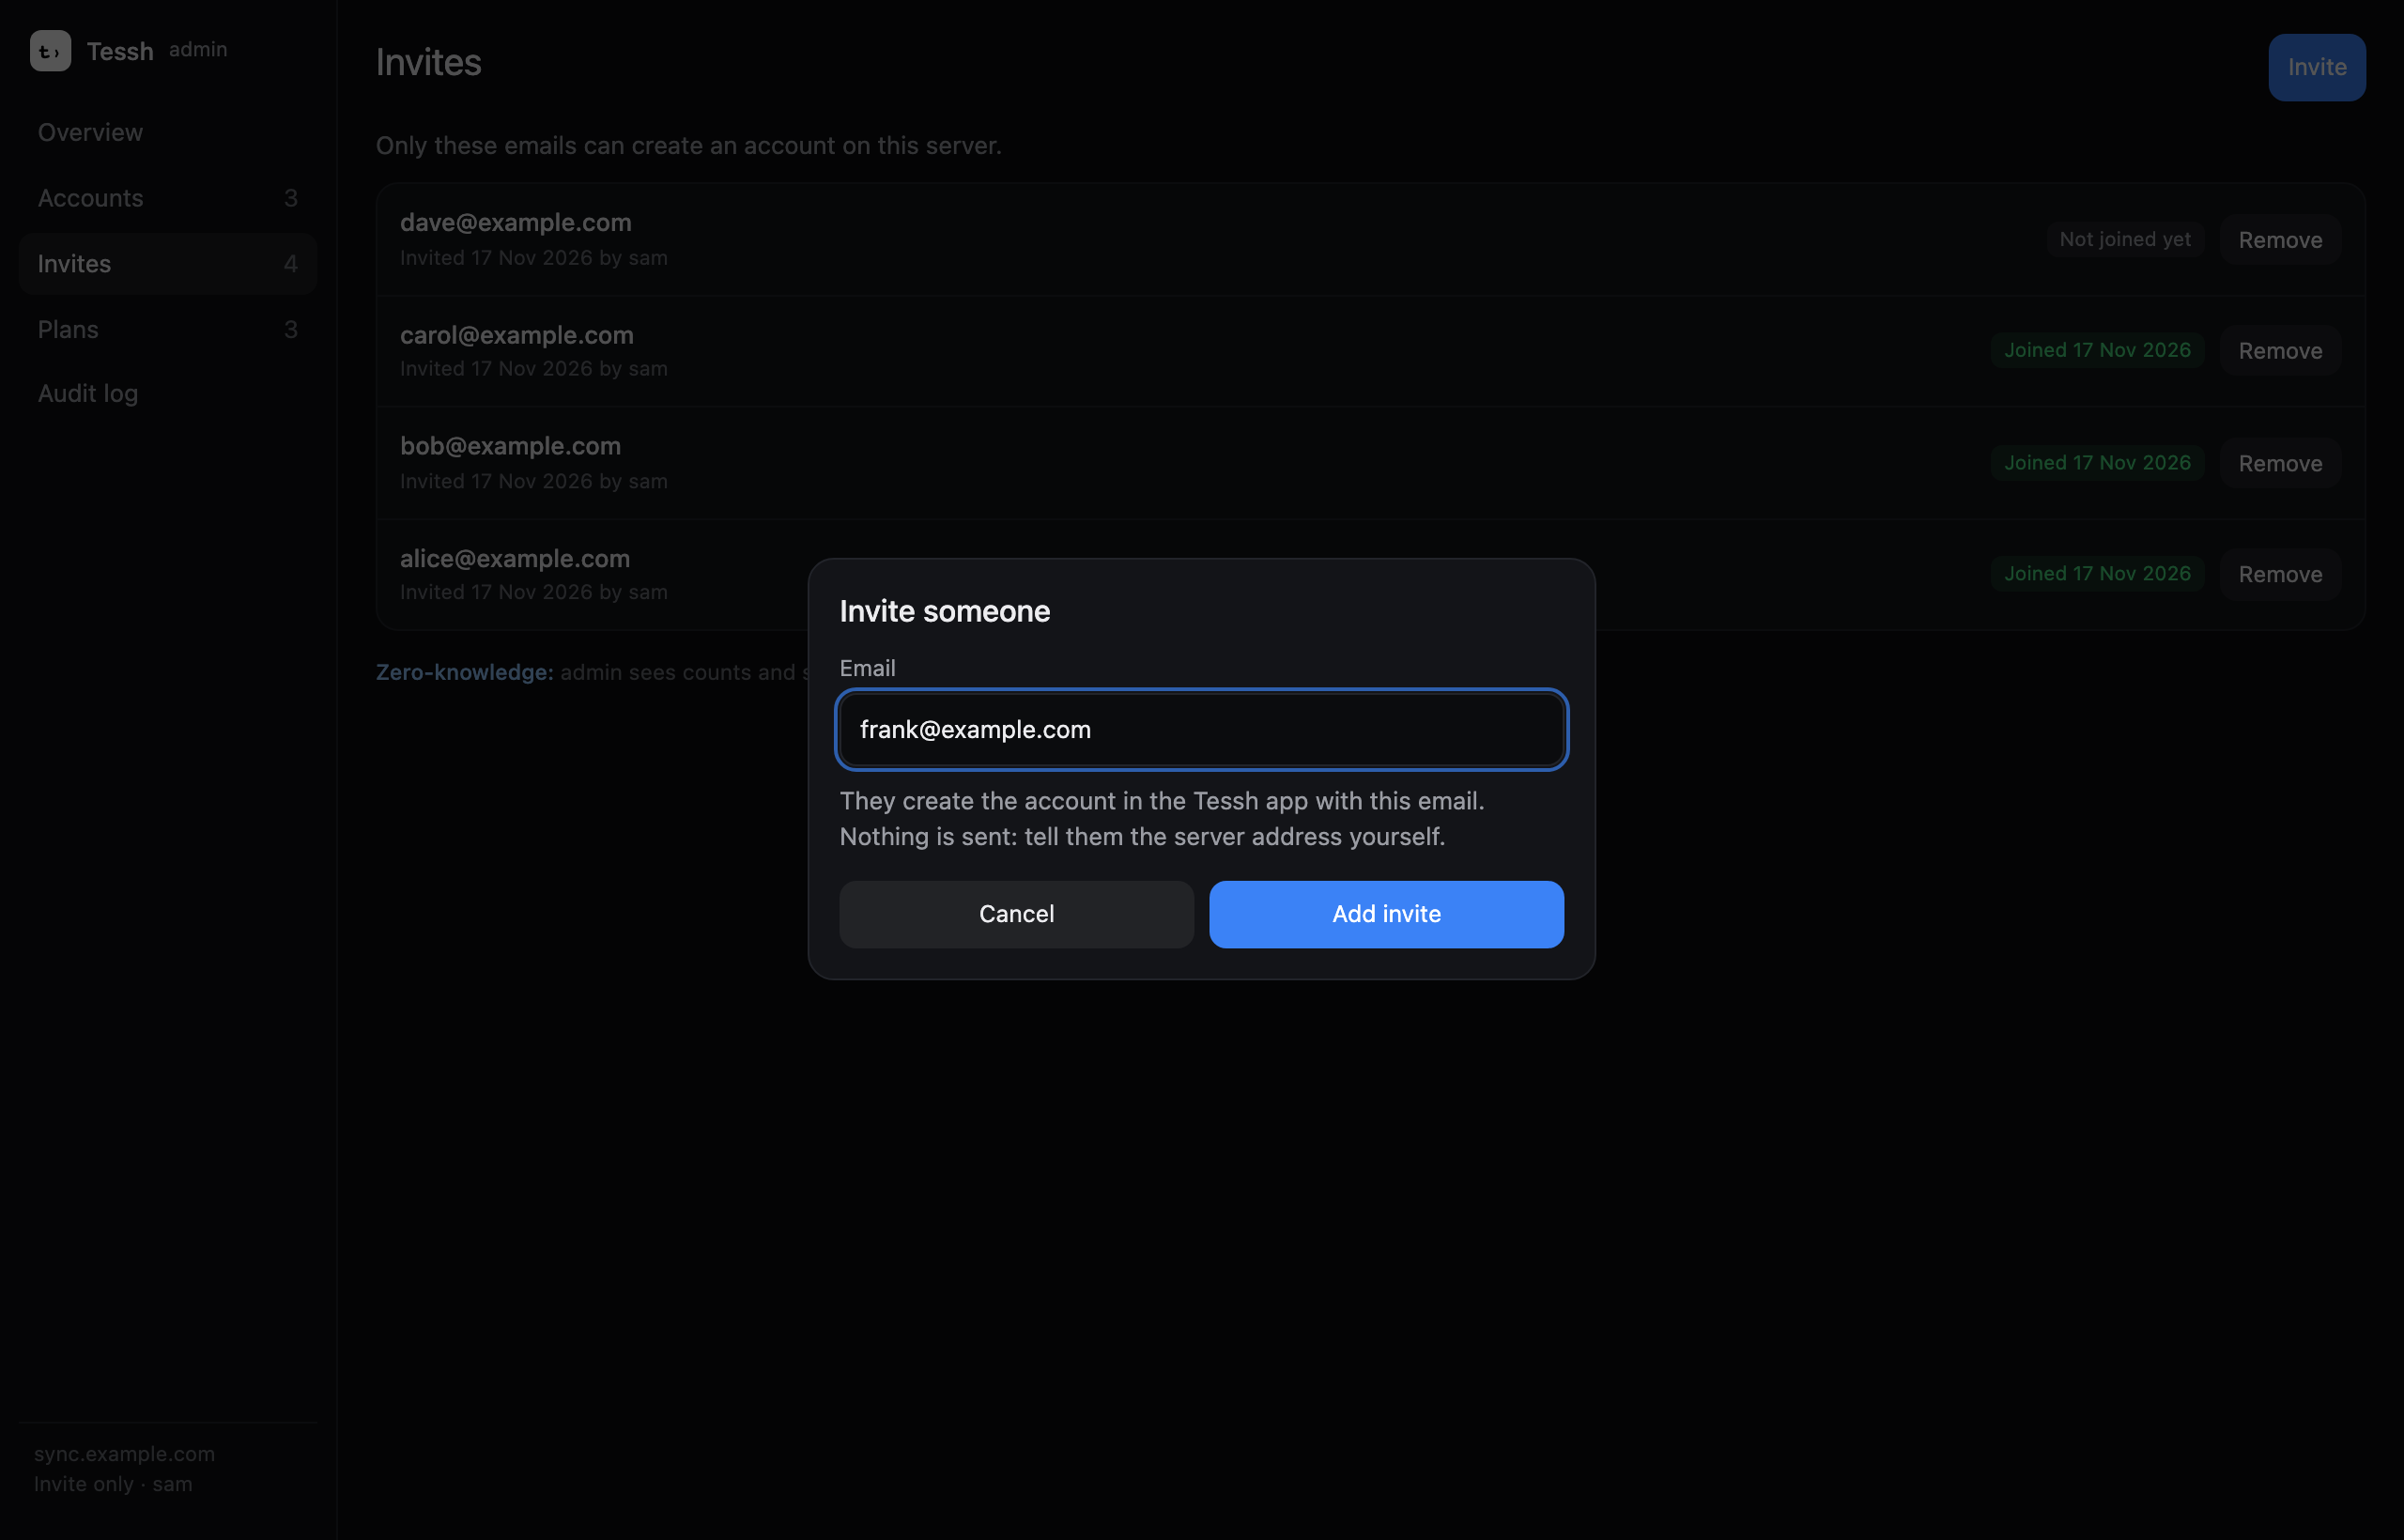 t›
Tessh admin
Overview
Accounts 3
Invites 4
Plans 3
Audit log
sync.example.com
Invite only · sam
Invites
Invite
Only these emails can create an account on this server.
dave@example.com
Invited 17 Nov 2026 by sam
Not joined yet
Remove
carol@example.com
Invited 17 Nov 2026 by sam
Joined 17 Nov 2026
Remove
bob@example.com
Invited 17 Nov 2026 by sam
Joined 17 Nov 2026
Remove
alice@example.com
Invited 17 Nov 2026 by sam
Joined 17 Nov 2026
Remove
Zero-knowledge: admin sees counts and
Invite someone
Email
frank@example.com
They create the account in the Tessh app with this email.
Nothing is sent: tell them the server address yourself.
Cancel
Add invite